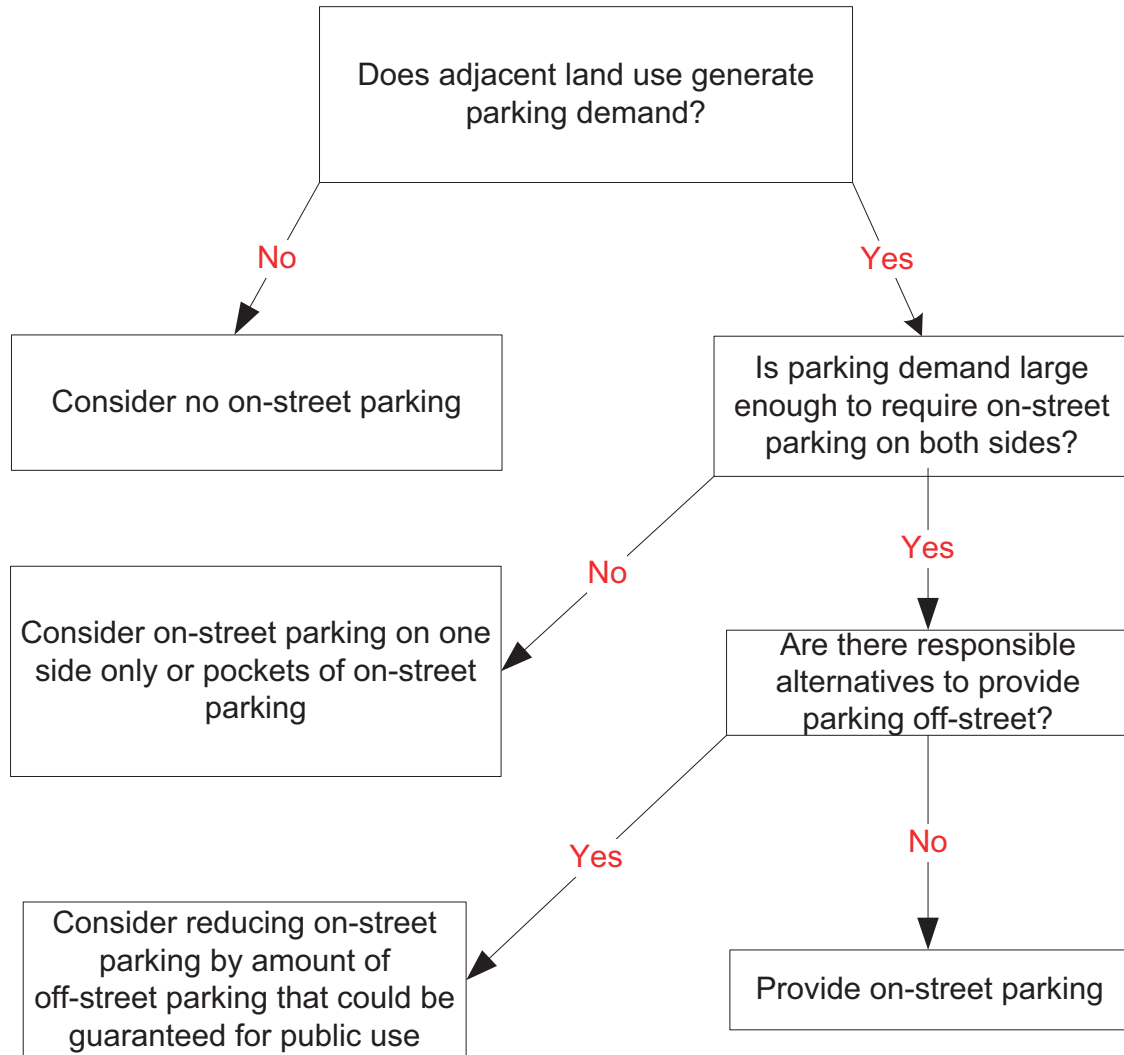 Does adjacent land use generate
parking demand?
No
Yes
Consider no on-street parking
Is parking demand large
enough to require on-street
parking on both sides?
No
Yes
Consider on-street parking on one
side only or pockets of on-street
parking
Are there responsible
alternatives to provide
parking off-street?
Yes
No
Consider reducing on-street
parking by amount of
off-street parking that could be
guaranteed for public use
Provide on-street parking